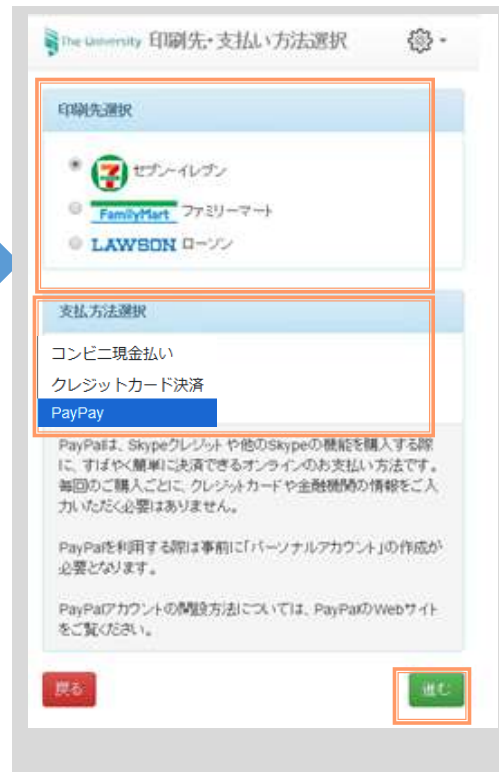 The University 印刷先・支払い方法選択
印刷先選択
7 セブン-イレブン
FamilyMart ファミリーマート
LAWSON ローソン
支払方法選択
コンビニ現金払い
クレジットカード決済
PayPay
PayPalは、Skypeクレジットや他のSkypeの機能を購入する際
に、すばやく簡単に決済できるオンラインのお支払い方法です。
毎回のご購入ごとに、クレジットカードや金融機関の情報をご入
力いただく必要はありません。
PayPalを利用する際は事前に「パーソナルアカウント」の作成が
必要となります。
PayPalアカウントの開設方法については、PayPalのWebサイト
をご覧ください。
戻る
進む